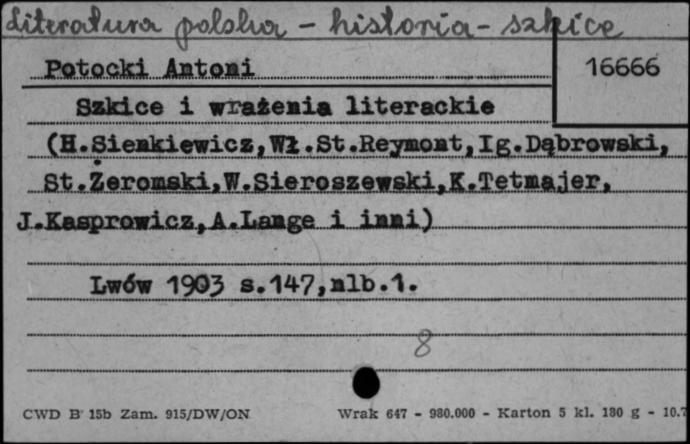 Literatura polska - historia - szkice
Potocki Antoni
16666
Szkice i wrażenia literackie
(H.Sienkiewicz,Wł.St.Reymont,Ig.Dąbrowski,
St.Żeromski,W.Sieroszewski,K.Tetmajer,
J.Kasprowicz,A.Lange i inni)
Lwów 1903 s.147,nlb.1.
8
CWD B 15b Zam. 915/DW/ON
Wrak 647 - 980.000 - Karton 5 kl. 180 g - 10.7